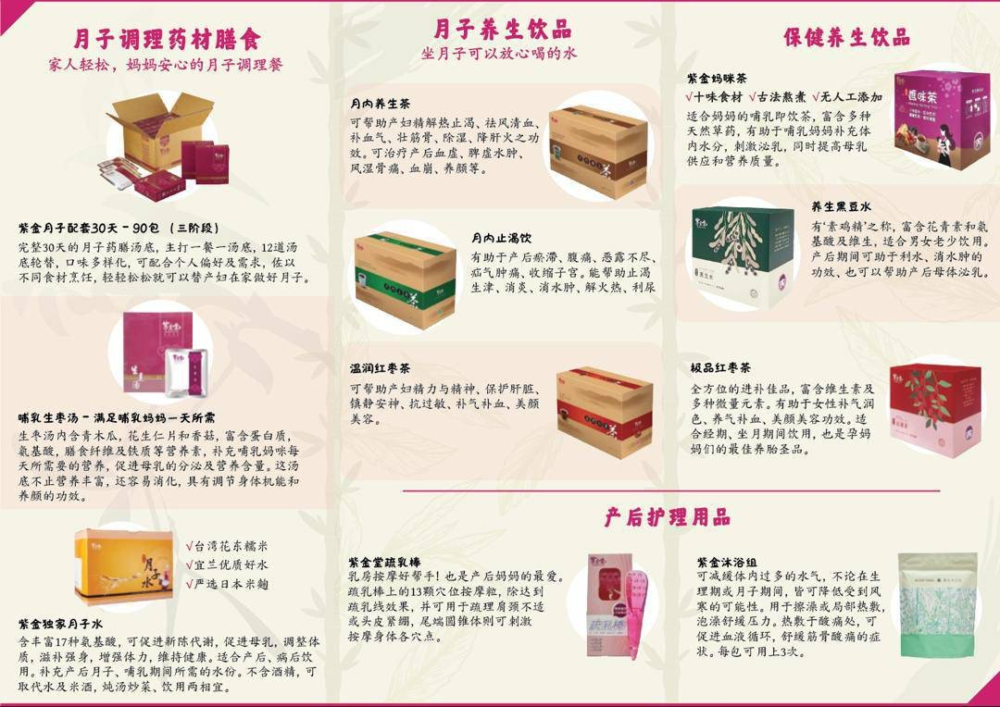 月子调理药材膳食
家人轻松，妈妈安心的月子调理餐
紫金月子配套30天 - 90包 （三阶段）
完整30天的月子药膳汤底，主打一餐一汤底，12道汤
底轮替，口味多样化，可配合个人偏好及需求，佐以
不同食材烹饪，轻轻松松就可以替产妇在家做好月子。
紫金堂
生枣汤
哺乳生枣汤 - 满足哺乳妈妈一天所需
生枣汤内含青木瓜，花生仁片和香菇，富含蛋白质，
氨基酸，膳食纤维及铁质等营养素，补充哺乳妈咪每
天所需要的营养，促进母乳的分泌及营养含量。这汤
底不止营养丰富，还容易消化，具有调节身体机能和
养颜的功效。
月子水
√台湾花东糯米
√宜兰优质好水
√严选日本米麴
紫金独家月子水
含丰富17种氨基酸，可促进新陈代谢，促进母乳，调整体
质，滋补强身，增强体力，维持健康。适合产后、病后饮
用。补充产后月子、哺乳期间所需的水份。不含酒精，可
取代水及米酒，炖汤炒菜、饮用两相宜。
月子养生饮品
坐月子可以放心喝的水
月内养生茶
可帮助产妇精解热止渴、祛风清血、
补血气、壮筋骨、除湿、降肝火之功
效。可治疗产后血虚、脾虚水肿、
风湿骨痛、血崩、养颜等。
茶
月内止渴饮
有助于产后瘀滞、腹痛、恶露不尽、
疝气肿痛、收缩子宫。能帮助止渴
生津、消炎、消水肿、解火热、利尿
茶
温润红枣茶
可帮助产妇精力与精神、保护肝脏、
镇静安神、抗过敏、补气补血、美颜
美容。
茶
保健养生饮品
紫金妈咪茶
√十味食材 √古法熬煮 √无人工添加
适合妈妈的哺乳即饮茶，富含多种
天然草药，有助于哺乳妈妈补充体
内水分，刺激泌乳，同时提高母乳
供应和营养质量。
媽咪茶
养生黑豆水
有‘素鸡精’之称，富含花青素和氨
基酸及维生，适合男女老少饮用。
产后期间可助于利水、消水肿的
功效、也可以帮助产后母体泌乳。
紫金堂
黑豆水
极品红枣茶
全方位的进补佳品，富含维生素及
多种微量元素。有助于女性补气润
色、养气补血、美颜美容功效。适
合经期、坐月期间饮用，也是孕妈
妈们的最佳养胎圣品。
产后护理用品
紫金堂疏乳棒
乳房按摩好帮手！也是产后妈妈的最爱。
疏乳棒上的13颗穴位按摩粒，除达到
疏乳线效果，并可用于疏理肩颈不适
或头皮紧绷，尾端圆锥体则可刺激
按摩身体各穴点。
紫金堂
疏乳棒
紫金沐浴组
可减缓体内过多的水气，不论在生
理期或月子期间，皆可降低受到风
寒的可能性。用于擦澡或局部热敷，
泡澡舒缓压力。热敷于酸痛处，可
促进血液循环，舒缓筋骨酸痛的症
状。每包可用上3次。